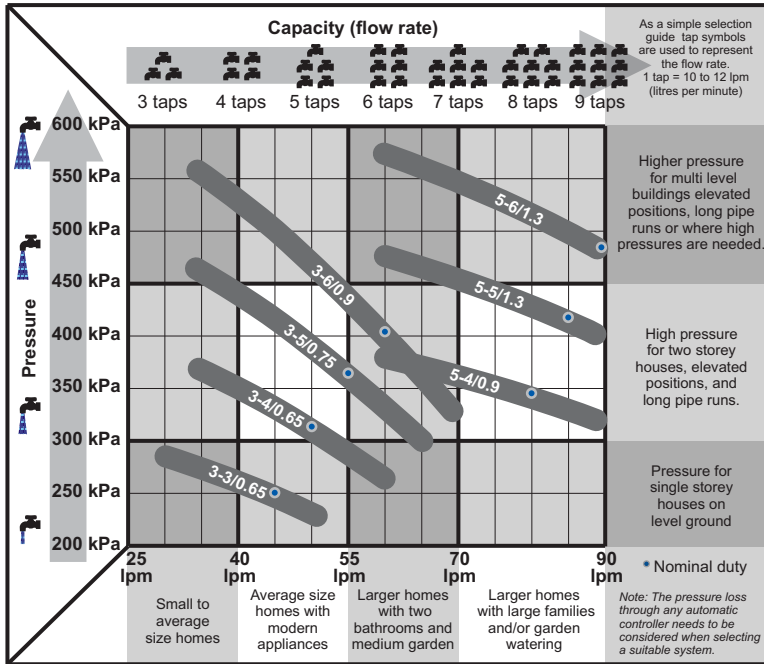 Capacity (flow rate)
3 taps
4 taps
5 taps
6 taps
7 taps
8 taps
9 taps
As a simple selection
guide tap symbols
are used to represent
the flow rate.
1 tap = 10 to 12 lpm
(litres per minute)
Pressure
600 kPa
550 kPa
500 kPa
450 kPa
400 kPa
350 kPa
300 kPa
250 kPa
200 kPa
5-6/1.3
5-5/1.3
3-6/0.9
3-5/0.75
5-4/0.9
3-4/0.65
3-3/0.65
Higher pressure
for multi level
buildings elevated
positions, long pipe
runs or where high
pressures are needed.
High pressure
for two storey
houses, elevated
positions, and
long pipe runs.
Pressure for
single storey
houses on
level ground
25
lpm
40
lpm
55
lpm
70
lpm
90
lpm
Nominal duty
Small to
average
size homes
Average size
homes with
modern
appliances
Larger homes
with two
bathrooms and
medium garden
Larger homes
with large families
and/or garden
watering
Note: The pressure loss
through any automatic
controller needs to be
considered when selecting
a suitable system.